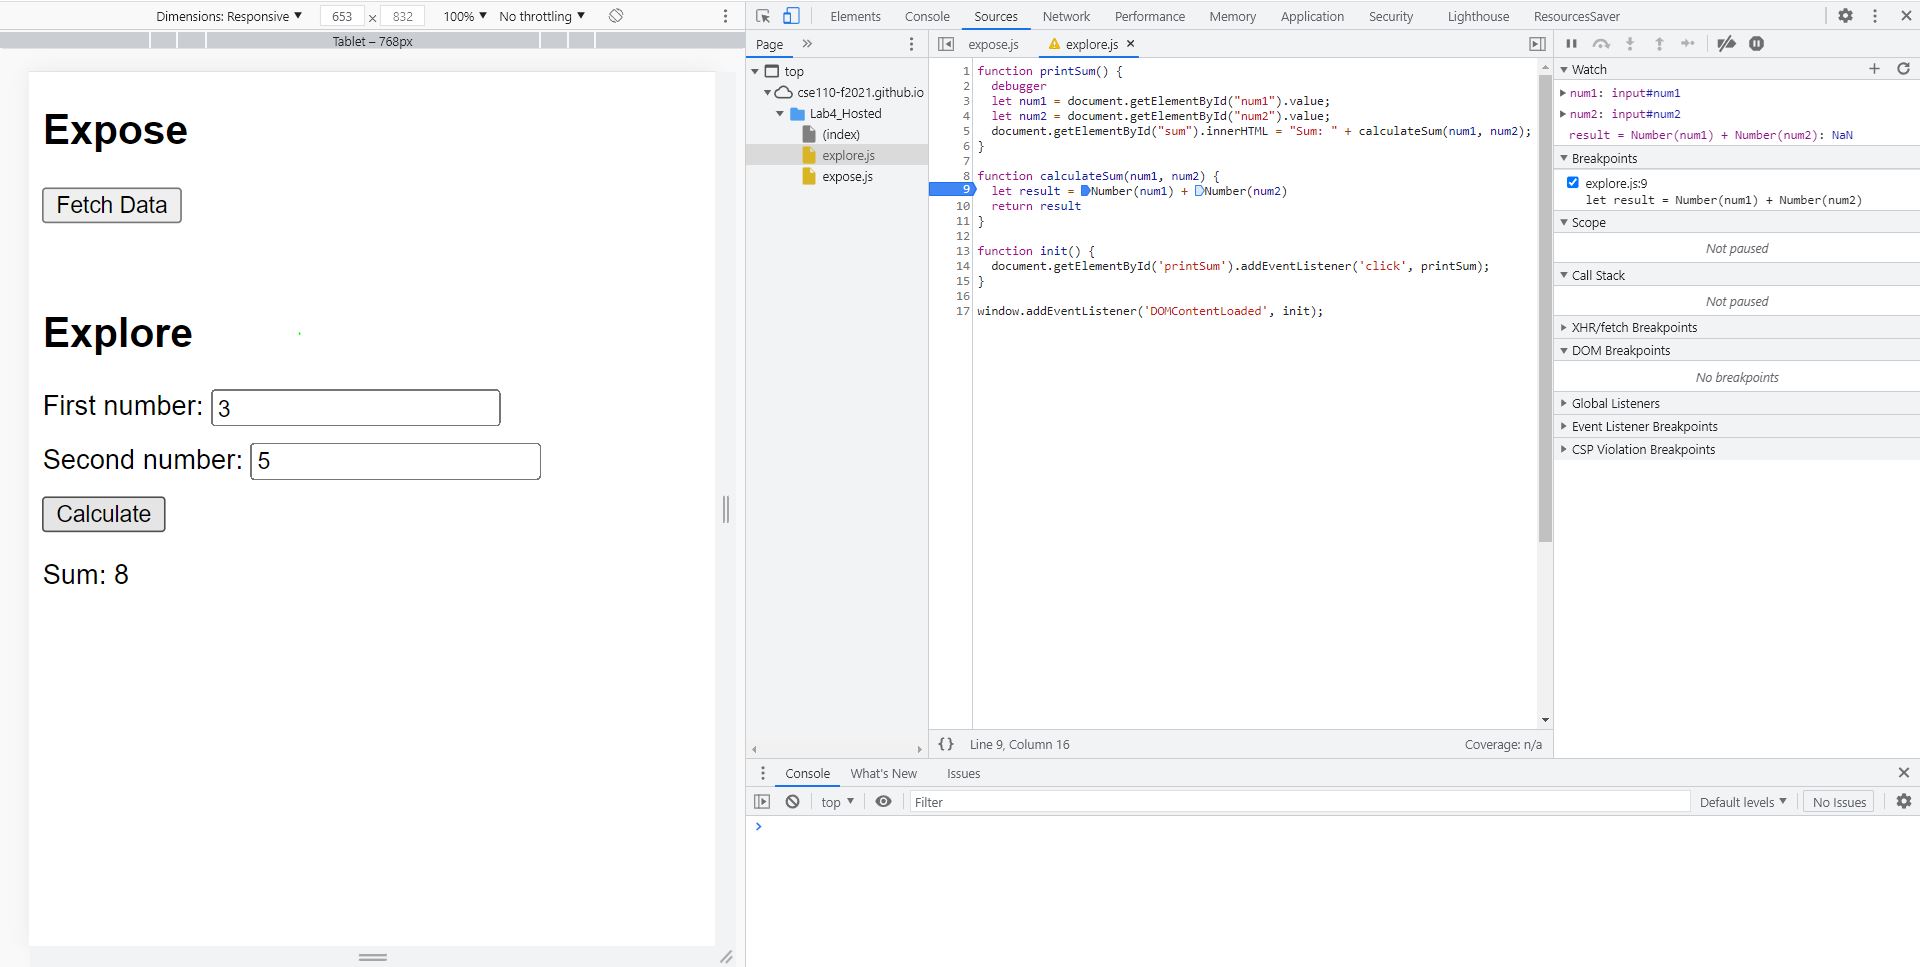 Dimensions: Responsive 653 x 832 100% No throttling
Tablet – 768px
Expose
Fetch Data
Explore
First number: 3
Second number: 5
Calculate
Sum: 8
Elements Console Sources Network Performance Memory Application Security Lighthouse ResourcesSaver
Page
top
cse110-f2021.github.io
Lab4_Hosted
(index)
explore.js
expose.js
expose.js explore.js
1 function printSum() {
2 debugger
3 let num1 = document.getElementById("num1").value;
4 let num2 = document.getElementById("num2").value;
5 document.getElementById("sum").innerHTML = "Sum: " + calculateSum(num1, num2);
6 }
7
8 function calculateSum(num1, num2) {
9 let result = Number(num1) + Number(num2)
10 return result
11 }
12
13 function init() {
14 document.getElementById('printSum').addEventListener('click', printSum);
15 }
16
17 window.addEventListener('DOMContentLoaded', init);
{} Line 9, Column 16 Coverage: n/a
Watch
num1: input#num1
num2: input#num2
result = Number(num1) + Number(num2): NaN
Breakpoints
explore.js:9
let result = Number(num1) + Number(num2)
Scope
Not paused
Call Stack
Not paused
XHR/fetch Breakpoints
DOM Breakpoints
No breakpoints
Global Listeners
Event Listener Breakpoints
CSP Violation Breakpoints
Console What's New Issues
top Filter Default levels No Issues